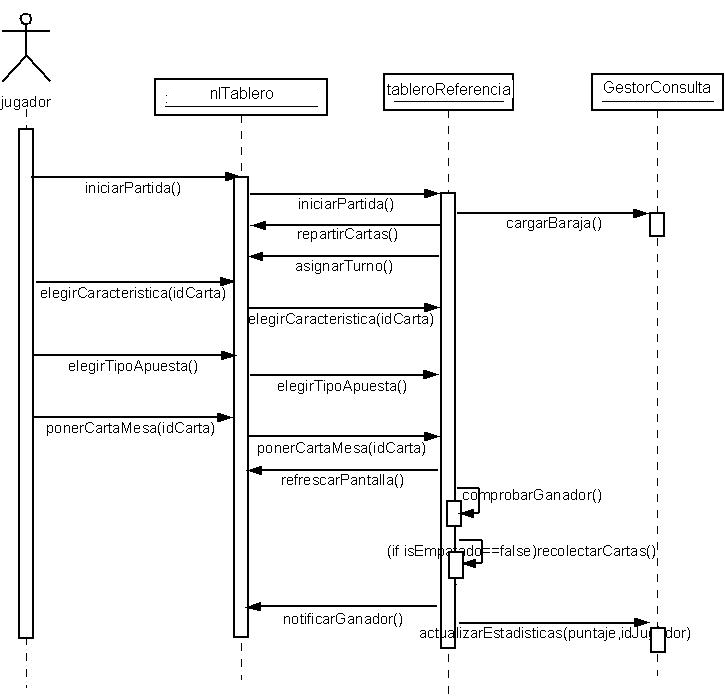 jugador
nlTablero
:
tableroReferencia
GestorConsulta
iniciarPartida()
iniciarPartida()
cargarBaraja()
repartirCartas()
asignarTurno()
elegirCaracteristica(idCarta)
elegirCaracteristica(idCarta)
elegirTipoApuesta()
elegirTipoApuesta()
ponerCartaMesa(idCarta)
ponerCartaMesa(idCarta)
refrescarPantalla()
comprobarGanador()
(if isEmpatado==false)recolectarCartas()
notificarGanador()
actualizarEstadisticas(puntaje,idJugador)